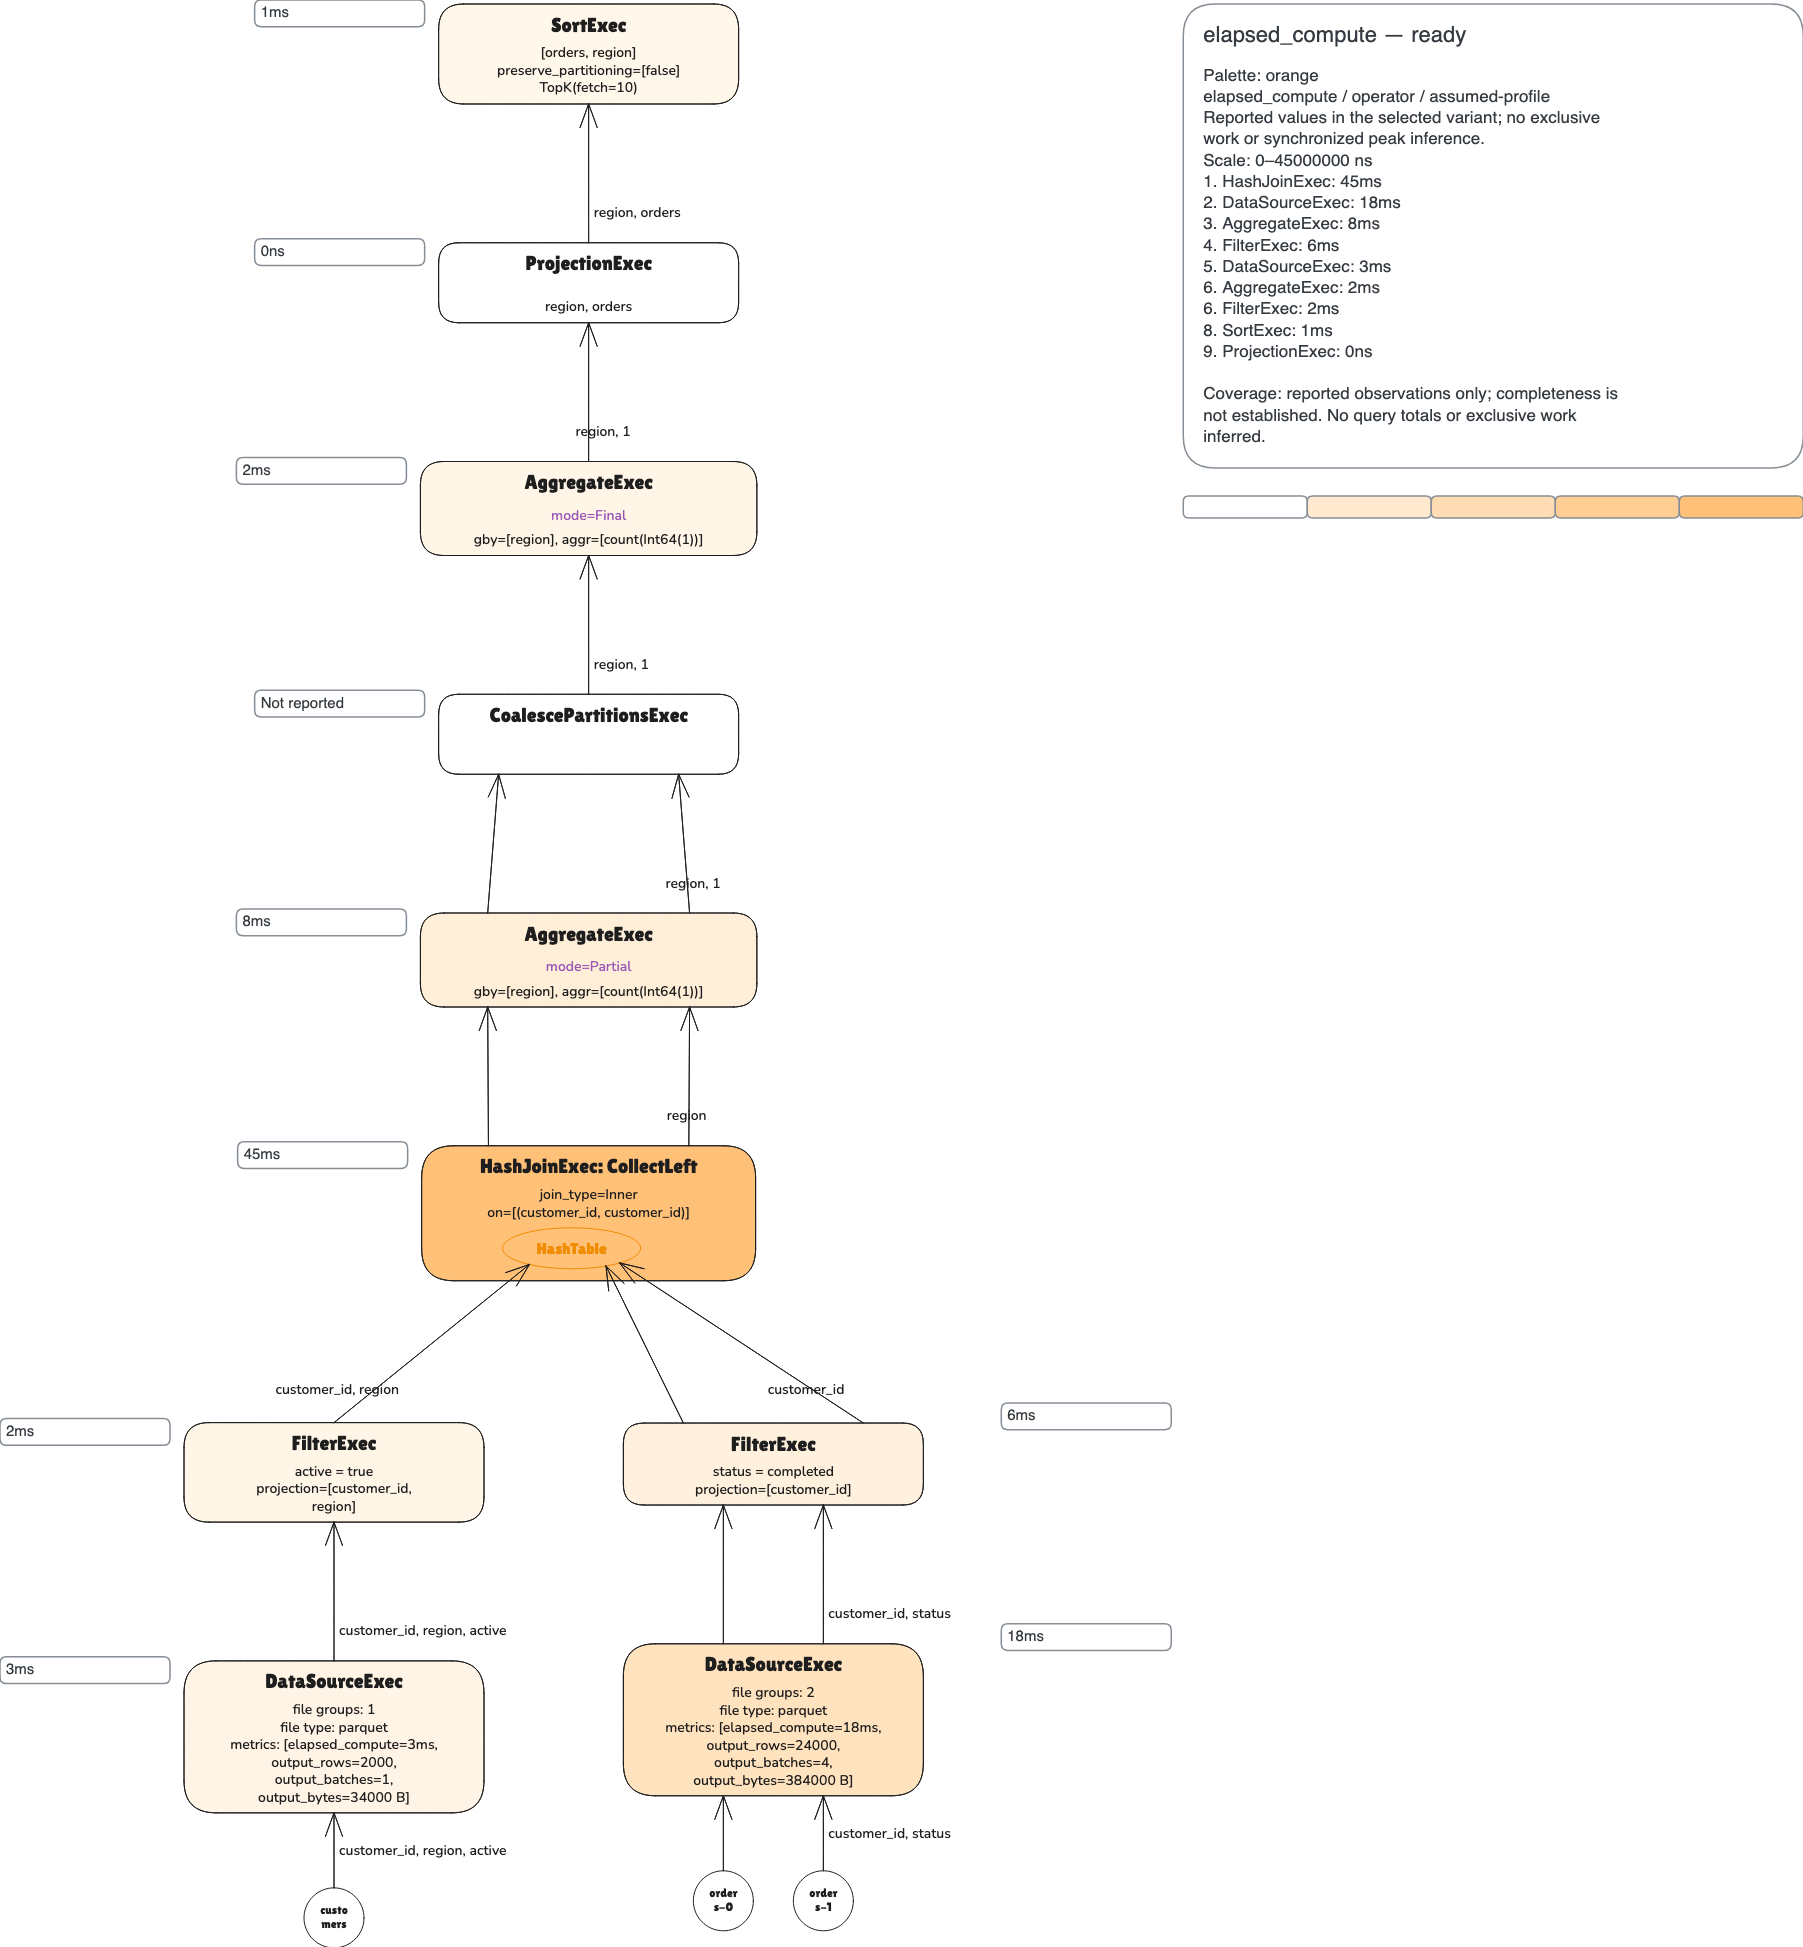 1ms
SortExec
[orders, region]
preserve_partitioning=[false]
TopK(fetch=10)
region, orders
0ns
ProjectionExec
region, orders
region, 1
2ms
AggregateExec
mode=Final
gby=[region], aggr=[count(Int64(1))]
region, 1
Not reported
CoalescePartitionsExec
region, 1
8ms
AggregateExec
mode=Partial
gby=[region], aggr=[count(Int64(1))]
region
45ms
HashJoinExec: CollectLeft
join_type=Inner
on=[(customer_id, customer_id)]
HashTable
customer_id, region
customer_id
2ms
FilterExec
active = true
projection=[customer_id,
region]
6ms
FilterExec
status = completed
projection=[customer_id]
customer_id, region, active
customer_id, status
3ms
DataSourceExec
file groups: 1
file type: parquet
metrics: [elapsed_compute=3ms,
output_rows=2000,
output_batches=1,
output_bytes=34000 B]
18ms
DataSourceExec
file groups: 2
file type: parquet
metrics: [elapsed_compute=18ms,
output_rows=24000,
output_batches=4,
output_bytes=384000 B]
customer_id, region, active
customer_id, status
custo
mers
order
s-0
order
s-1
elapsed_compute — ready
Palette: orange
elapsed_compute / operator / assumed-profile
Reported values in the selected variant; no exclusive
work or synchronized peak inference.
Scale: 0–45000000 ns
1. HashJoinExec: 45ms
2. DataSourceExec: 18ms
3. AggregateExec: 8ms
4. FilterExec: 6ms
5. DataSourceExec: 3ms
6. AggregateExec: 2ms
6. FilterExec: 2ms
8. SortExec: 1ms
9. ProjectionExec: 0ns
Coverage: reported observations only; completeness is
not established. No query totals or exclusive work
inferred.